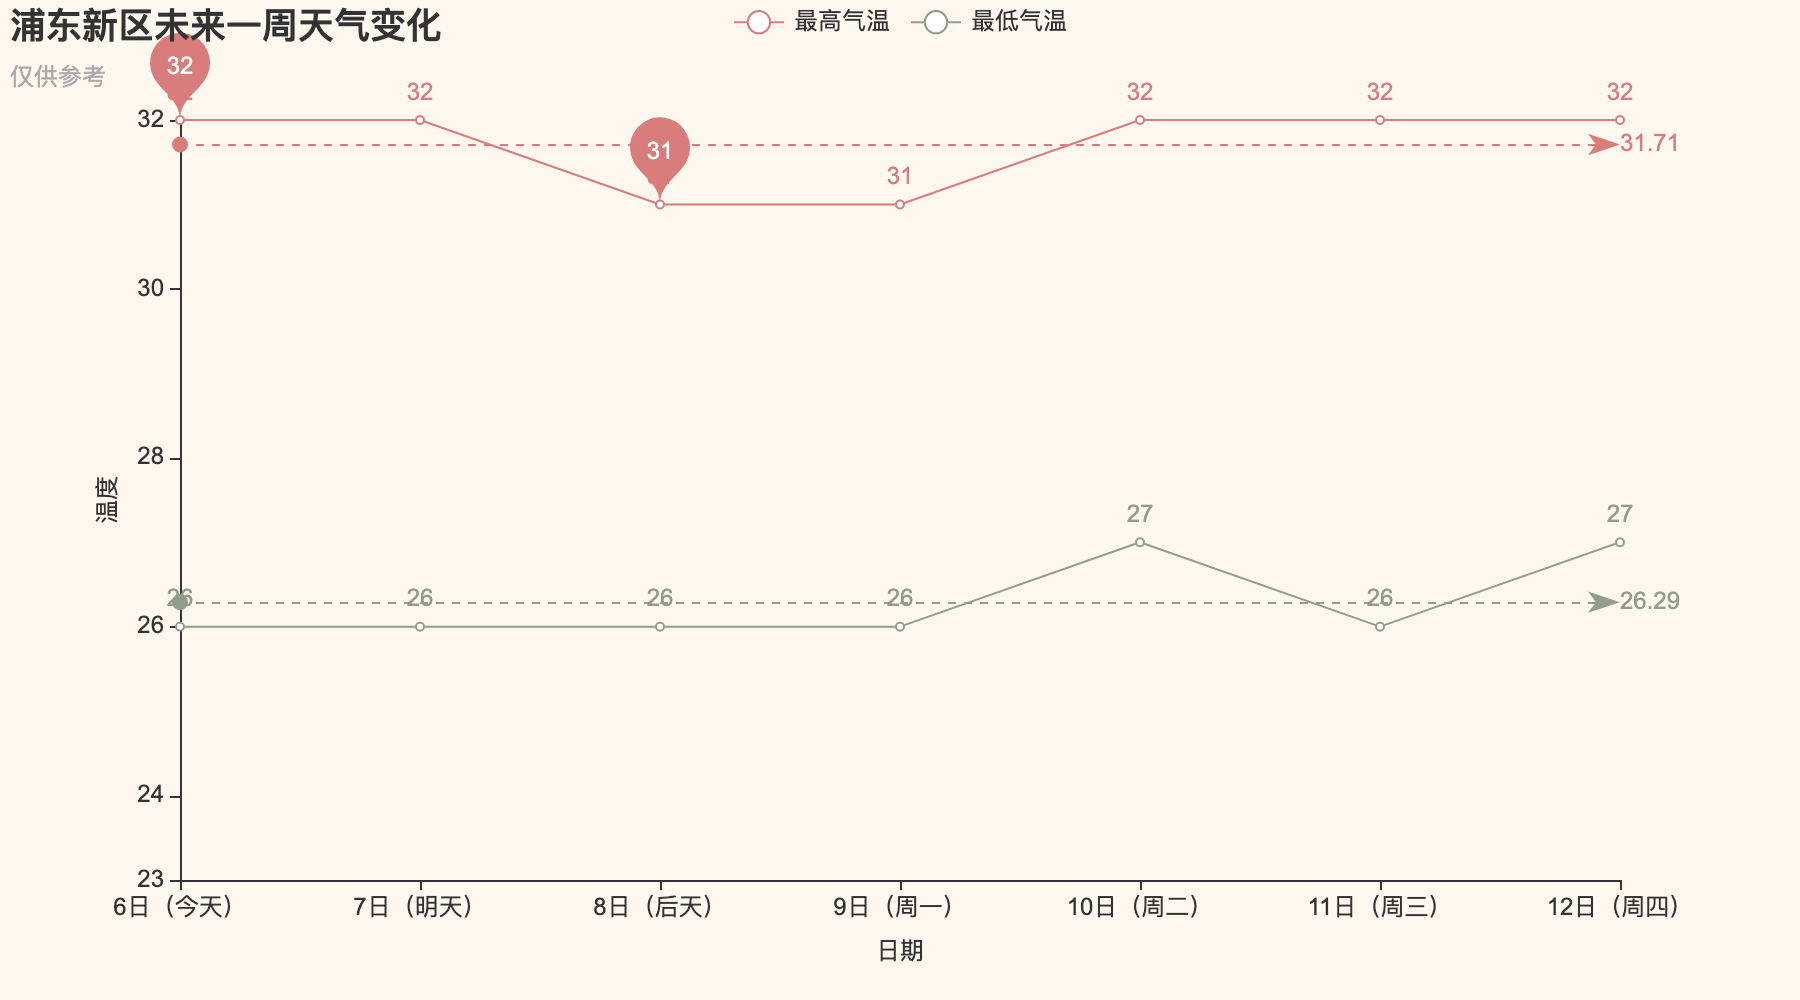 浦东新区未来一周天气变化
仅供参考
最高气温
最低气温
32
32
31
31
32
32
32
31.71
26
26
26
26
27
26
27
26.29
32
30
28
26
24
23
温度
6日（今天）
7日（明天）
8日（后天）
9日（周一）
10日（周二）
11日（周三）
12日（周四）
日期